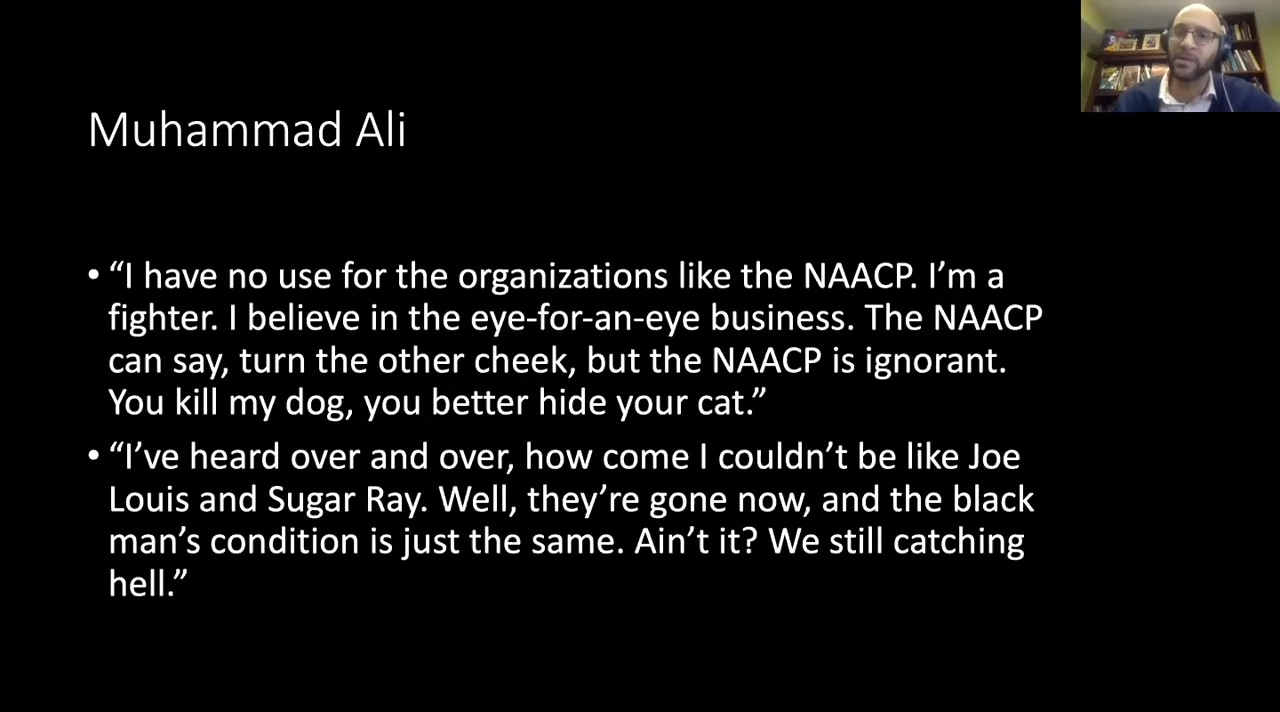 Muhammad Ali
• “I have no use for the organizations like the NAACP. I’m a
fighter. I believe in the eye-for-an-eye business. The NAACP
can say, turn the other cheek, but the NAACP is ignorant.
You kill my dog, you better hide your cat.”
• “I’ve heard over and over, how come I couldn’t be like Joe
Louis and Sugar Ray. Well, they’re gone now, and the black
man’s condition is just the same. Ain’t it? We still catching
hell.”